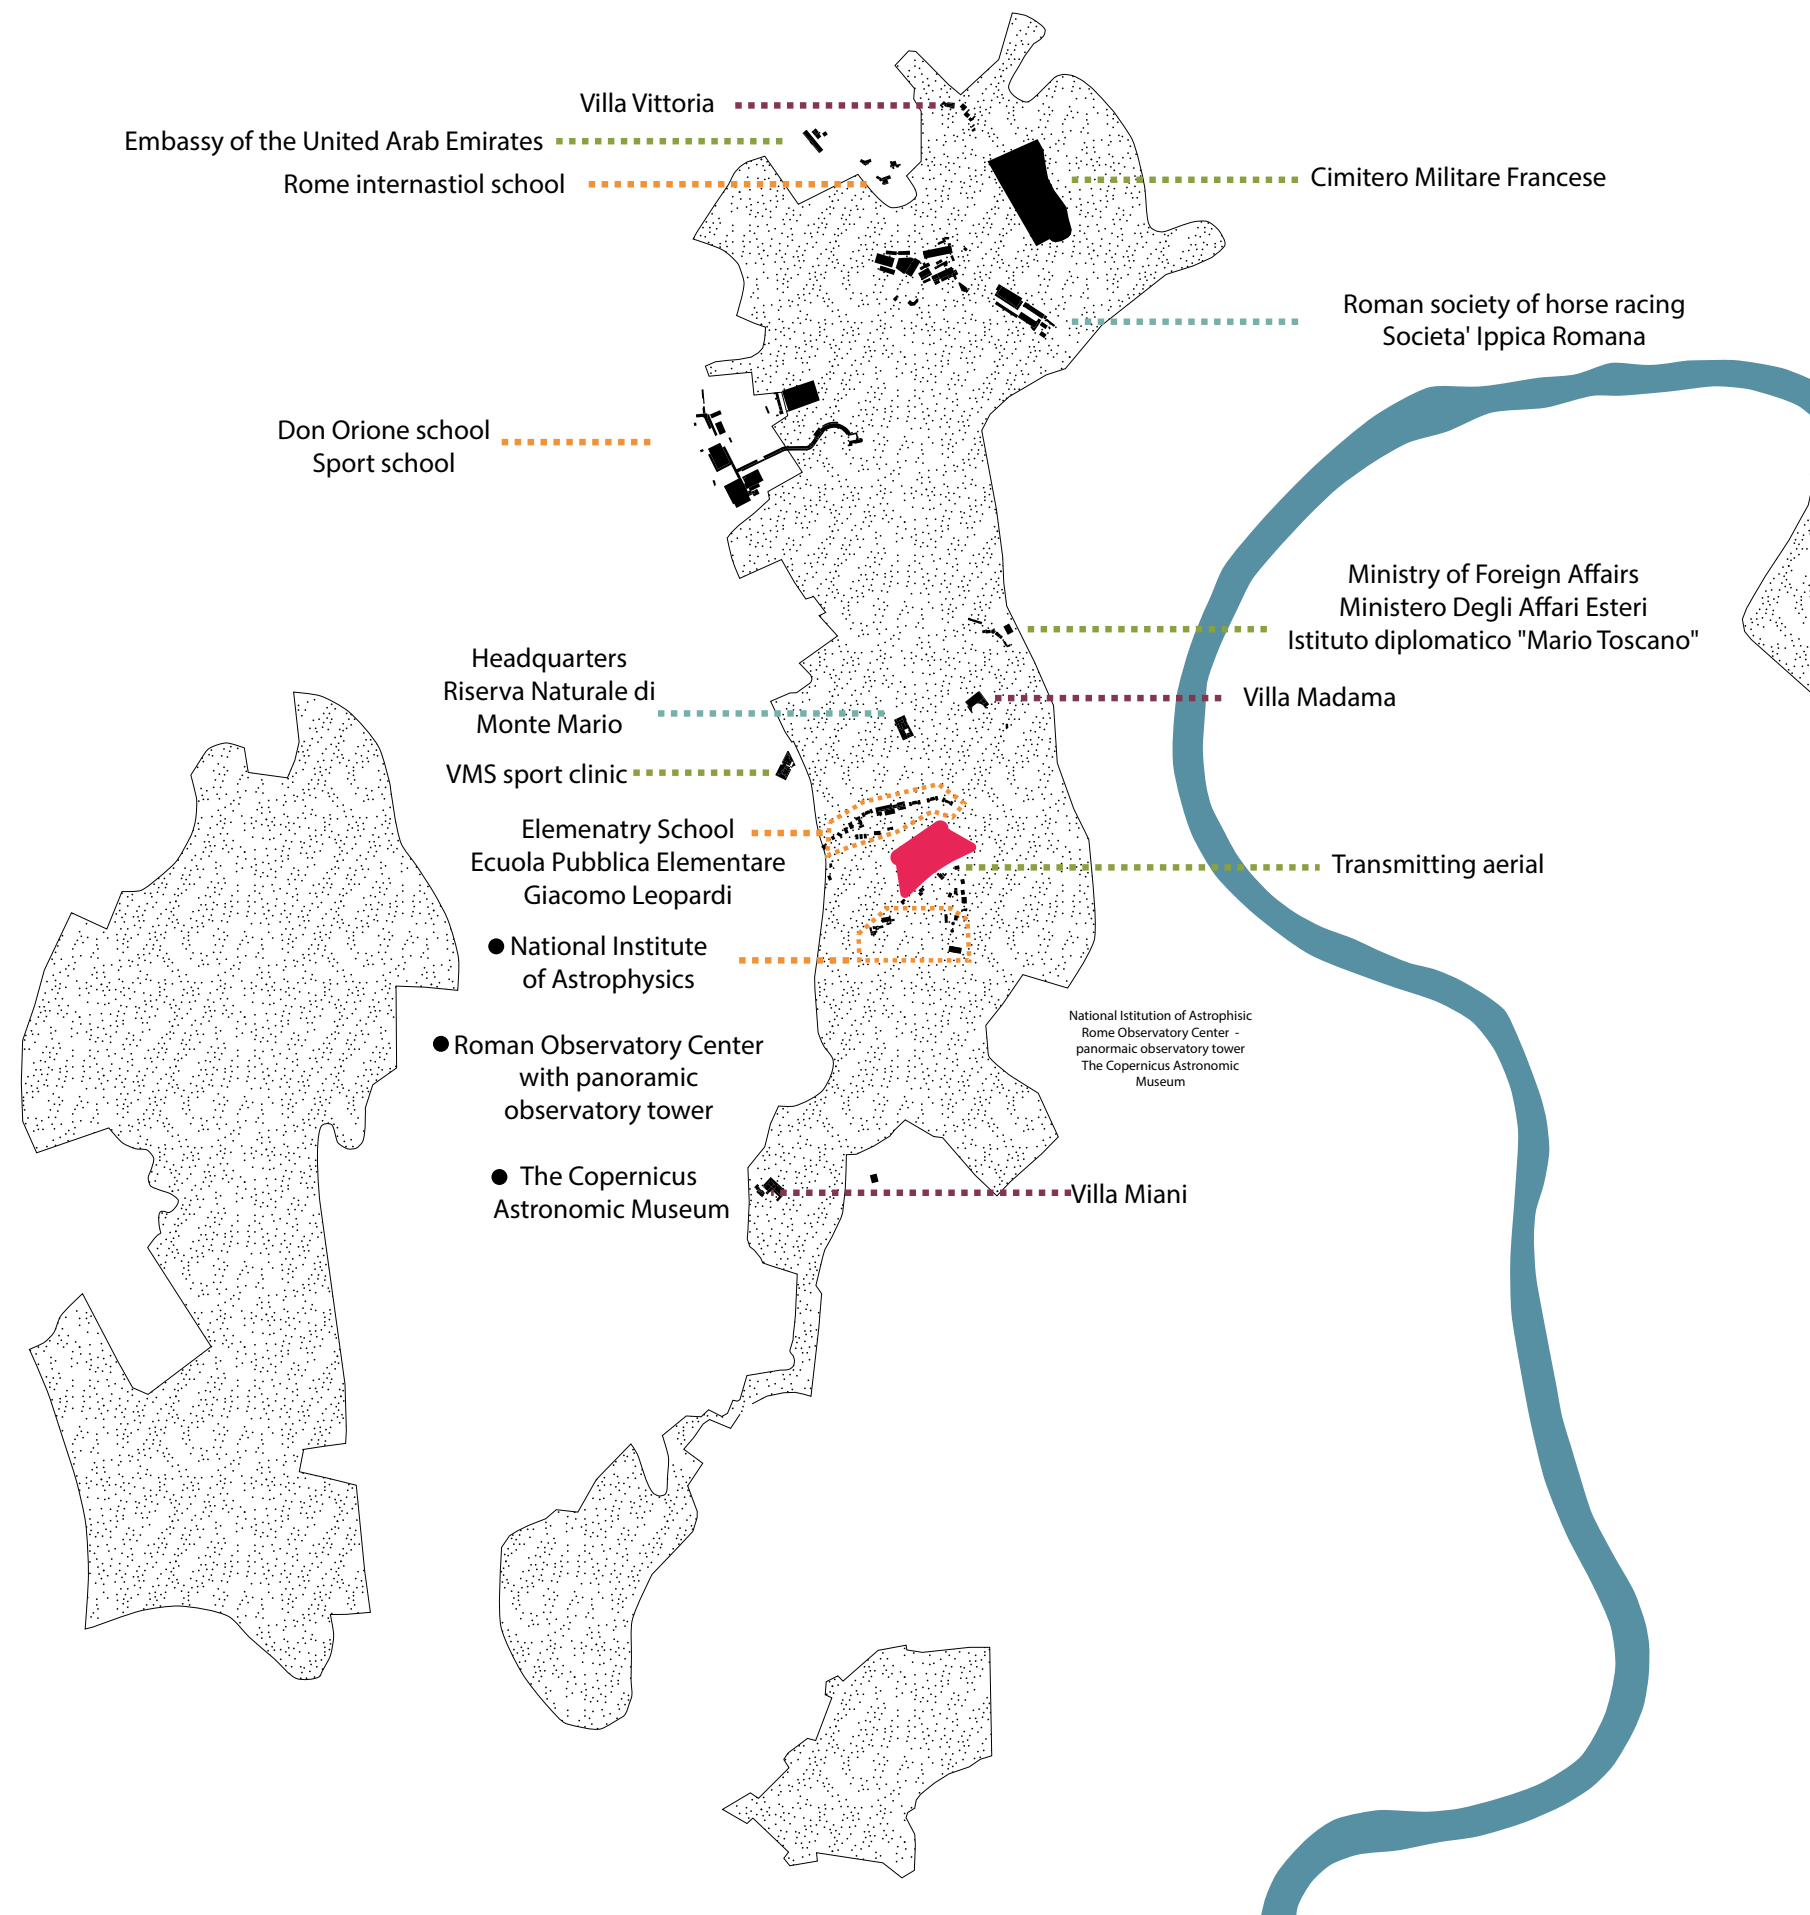 Villa Vittoria
Embassy of the United Arab Emirates
Rome internastiol school
Cimitero Militare Francese
Roman society of horse racing
Societa' Ippica Romana
Don Orione school
Sport school
Ministry of Foreign Affairs
Ministero Degli Affari Esteri
Istituto diplomatico "Mario Toscano"
Headquarters
Riserva Naturale di
Monte Mario
Villa Madama
VMS sport clinic
Elemenatry School
Ecuola Pubblica Elementare
Giacomo Leopardi
Transmitting aerial
National Institute
of Astrophysics
National Istitution of Astrophisic
Rome Observatory Center -
panormaic observatory tower
The Copernicus Astronomic
Museum
Roman Observatory Center
with panoramic
observatory tower
The Copernicus
Astronomic Museum
Villa Miani